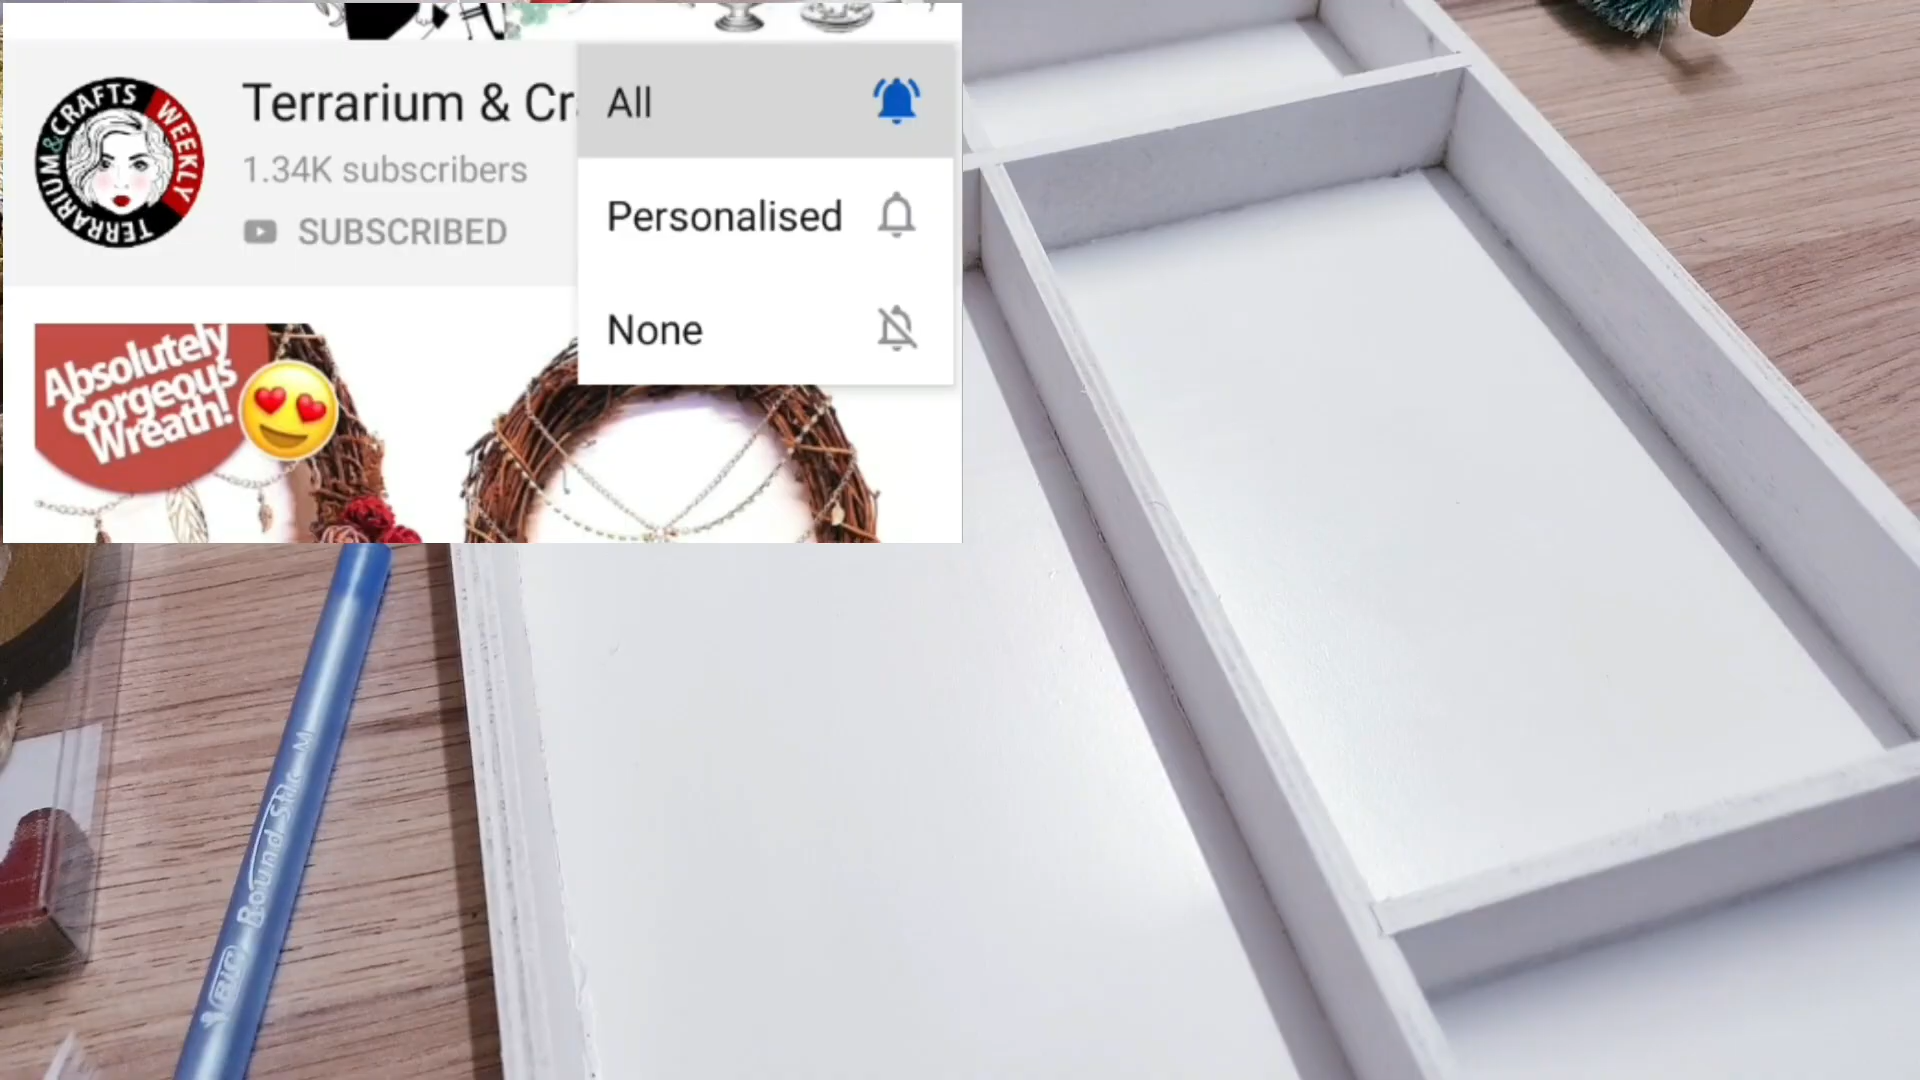 TERRARIUM & CRAFTS WEEKLY
Terrarium & Cr
1.34K subscribers
SUBSCRIBED
All
Personalised
None
Absolutely
Gorgeous
Wreath!
BIC Round Stic M